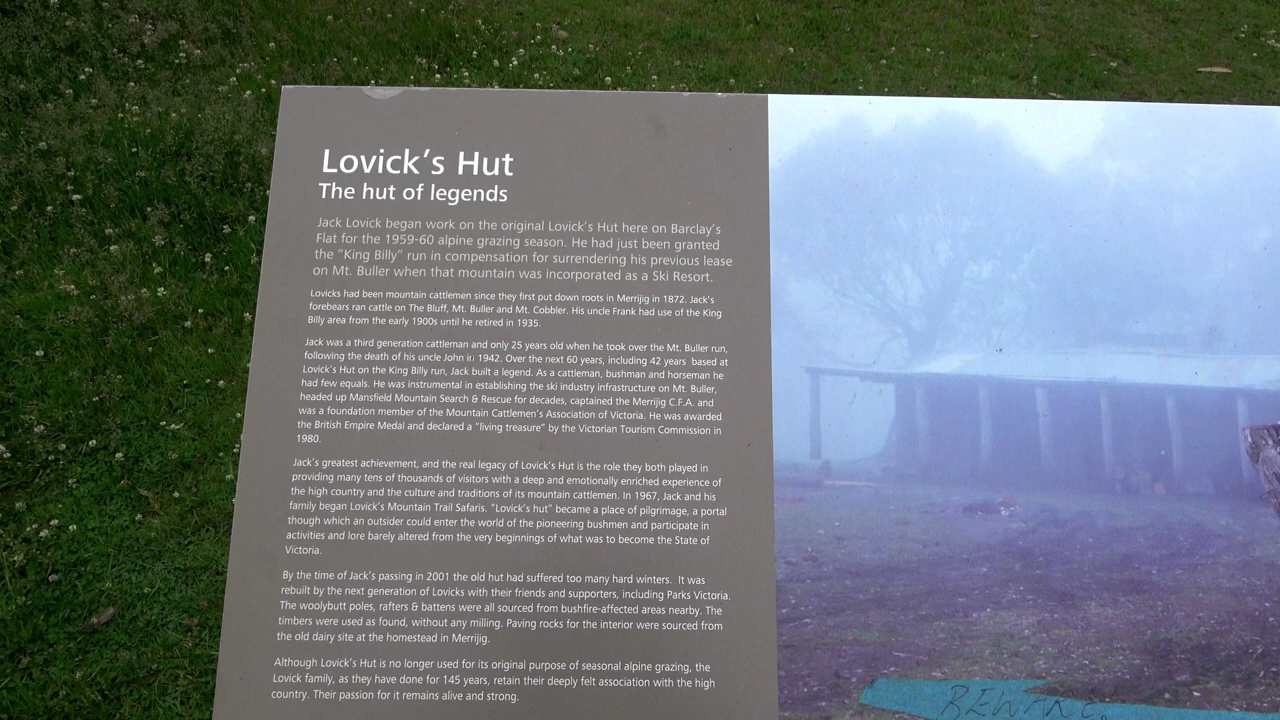 Lovick's Hut
The hut of legends
Jack Lovick began work on the original Lovick's Hut here on Barclay's
Flat for the 1959-60 alpine grazing season. He had just been granted
the "King Billy" run in compensation for surrendering his previous lease
on Mt. Buller when that mountain was incorporated as a Ski Resort.
Lovicks had been mountain cattlemen since they first put down roots in Merrijig in 1872. Jack's
forebears ran cattle on The Bluff, Mt. Buller and Mt. Cobbler. His uncle Frank had use of the King
Billy area from the early 1900s until he retired in 1935.
Jack was a third generation cattleman and only 25 years old when he took over the Mt. Buller run,
following the death of his uncle John in 1942. Over the next 60 years, including 42 years based at
Lovick's Hut on the King Billy run, Jack built a legend. As a cattleman, bushman and horseman he
had few equals. He was instrumental in establishing the ski industry infrastructure on Mt. Buller,
headed up Mansfield Mountain Search & Rescue for decades, captained the Merrijig C.F.A. and
was a foundation member of the Mountain Cattlemen's Association of Victoria. He was awarded
the British Empire Medal and declared a "living treasure" by the Victorian Tourism Commission in
1980.
Jack's greatest achievement, and the real legacy of Lovick's Hut is the role they both played in
providing many tens of thousands of visitors with a deep and emotionally enriched experience of
the high country and the culture and traditions of its mountain cattlemen. In 1967, Jack and his
family began Lovick's Mountain Trail Safaris. "Lovick's hut" became a place of pilgrimage, a portal
though which an outsider could enter the world of the pioneering bushmen and participate in
activities and lore barely altered from the very beginnings of what was to become the State of
Victoria.
By the time of Jack's passing in 2001 the old hut had suffered too many hard winters. It was
rebuilt by the next generation of Lovicks with their friends and supporters, including Parks Victoria.
The woolybutt poles, rafters & battens were all sourced from bushfire-affected areas nearby. The
timbers were used as found, without any milling. Paving rocks for the interior were sourced from
the old dairy site at the homestead in Merrijig.
Although Lovick's Hut is no longer used for its original purpose of seasonal alpine grazing, the
Lovick family, as they have done for 145 years, retain their deeply felt association with the high
country. Their passion for it remains alive and strong.
BEWARE